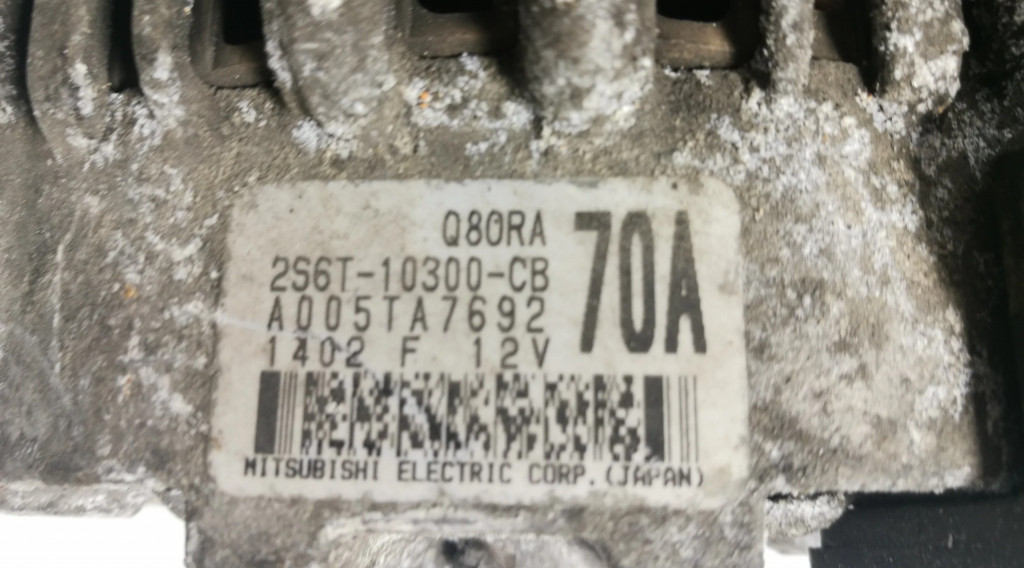 Q80RA
70A
2S6T-10300-CB
A005TA7692
1402 F 12V
MITSUBISHI ELECTRIC CORP.(JAPAN)